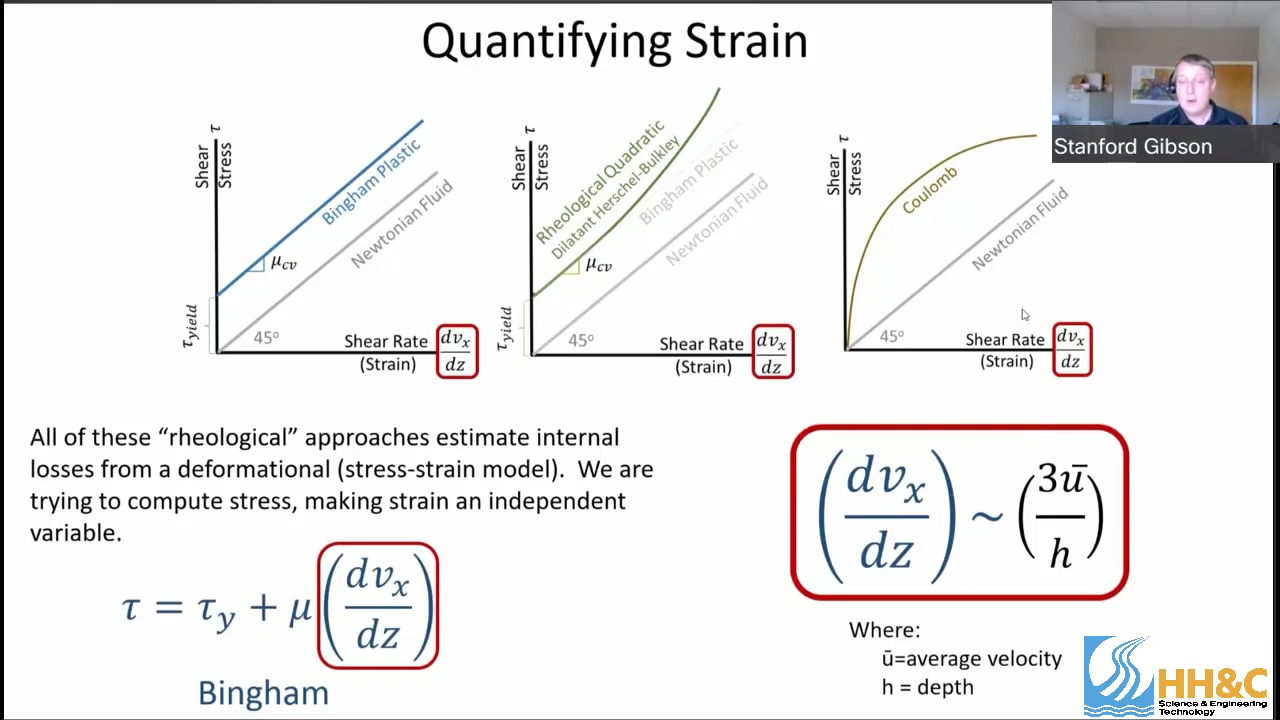 Quantifying Strain
Stanford Gibson
Shear Stress τ
Bingham Plastic
Newtonian Fluid
μcv
τyield
45º
Shear Rate
(Strain)
dvₓ/dz
Shear Stress τ
Rheological Quadratic
Dilatant Herschel-Bulkley
Bingham Plastic
Newtonian Fluid
μcv
τyield
45º
Shear Rate
(Strain)
dvₓ/dz
Shear Stress τ
Coulomb
Newtonian Fluid
45º
Shear Rate
(Strain)
dvₓ/dz
All of these “rheological” approaches estimate internal
losses from a deformational (stress-strain model). We are
trying to compute stress, making strain an independent
variable.
τ = τy + μ(dvₓ/dz)
Bingham
(dvₓ/dz) ~ (3ū/h)
Where:
ū=average velocity
h = depth
HH&C
Science & Engineering
Technology